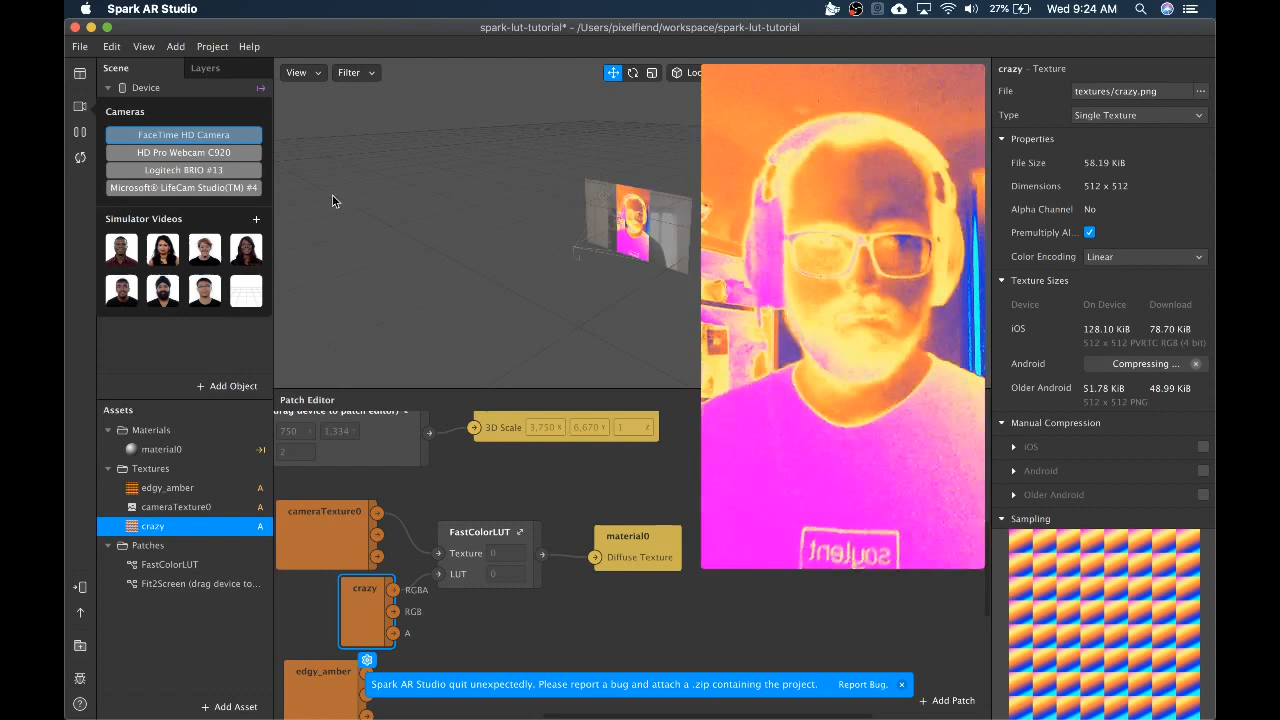 Spark AR Studio
27%
Wed 9:24 AM
spark-lut-tutorial* - /Users/pixelfiend/workspace/spark-lut-tutorial
File Edit View Add Project Help
Scene Layers
Device
Cameras
FaceTime HD Camera
HD Pro Webcam C920
Logitech BRIO #13
Microsoft® LifeCam Studio(TM) #4
Simulator Videos
+
+ Add Object
Assets
Materials
material0
Textures
edgy_amber A
cameraTexture0 A
crazy A
Patches
FastColorLUT
Fit2Screen (drag device to...
+ Add Asset
View Filter
Loc
soylent
Patch Editor
drag device to patch editor)
750 1,334
2
3D Scale 3,750 X 6,670 Y 1 Z
cameraTexture0
FastColorLUT
Texture 0
LUT 0
material0
Diffuse Texture
crazy
RGBA
RGB
A
edgy_amber
Spark AR Studio quit unexpectedly. Please report a bug and attach a .zip containing the project. Report Bug. ×
+ Add Patch
crazy – Texture
File textures/crazy.png ...
Type Single Texture
Properties
File Size 58.19 KiB
Dimensions 512 x 512
Alpha Channel No
Premultiply Al...
Color Encoding Linear
Texture Sizes
Device On Device Download
iOS 128.10 KiB 78.70 KiB
512 x 512 PVRTC RGB (4 bit)
Android Compressing ... ×
Older Android 51.78 KiB 48.99 KiB
512 x 512 PNG
Manual Compression
iOS
Android
Older Android
Sampling